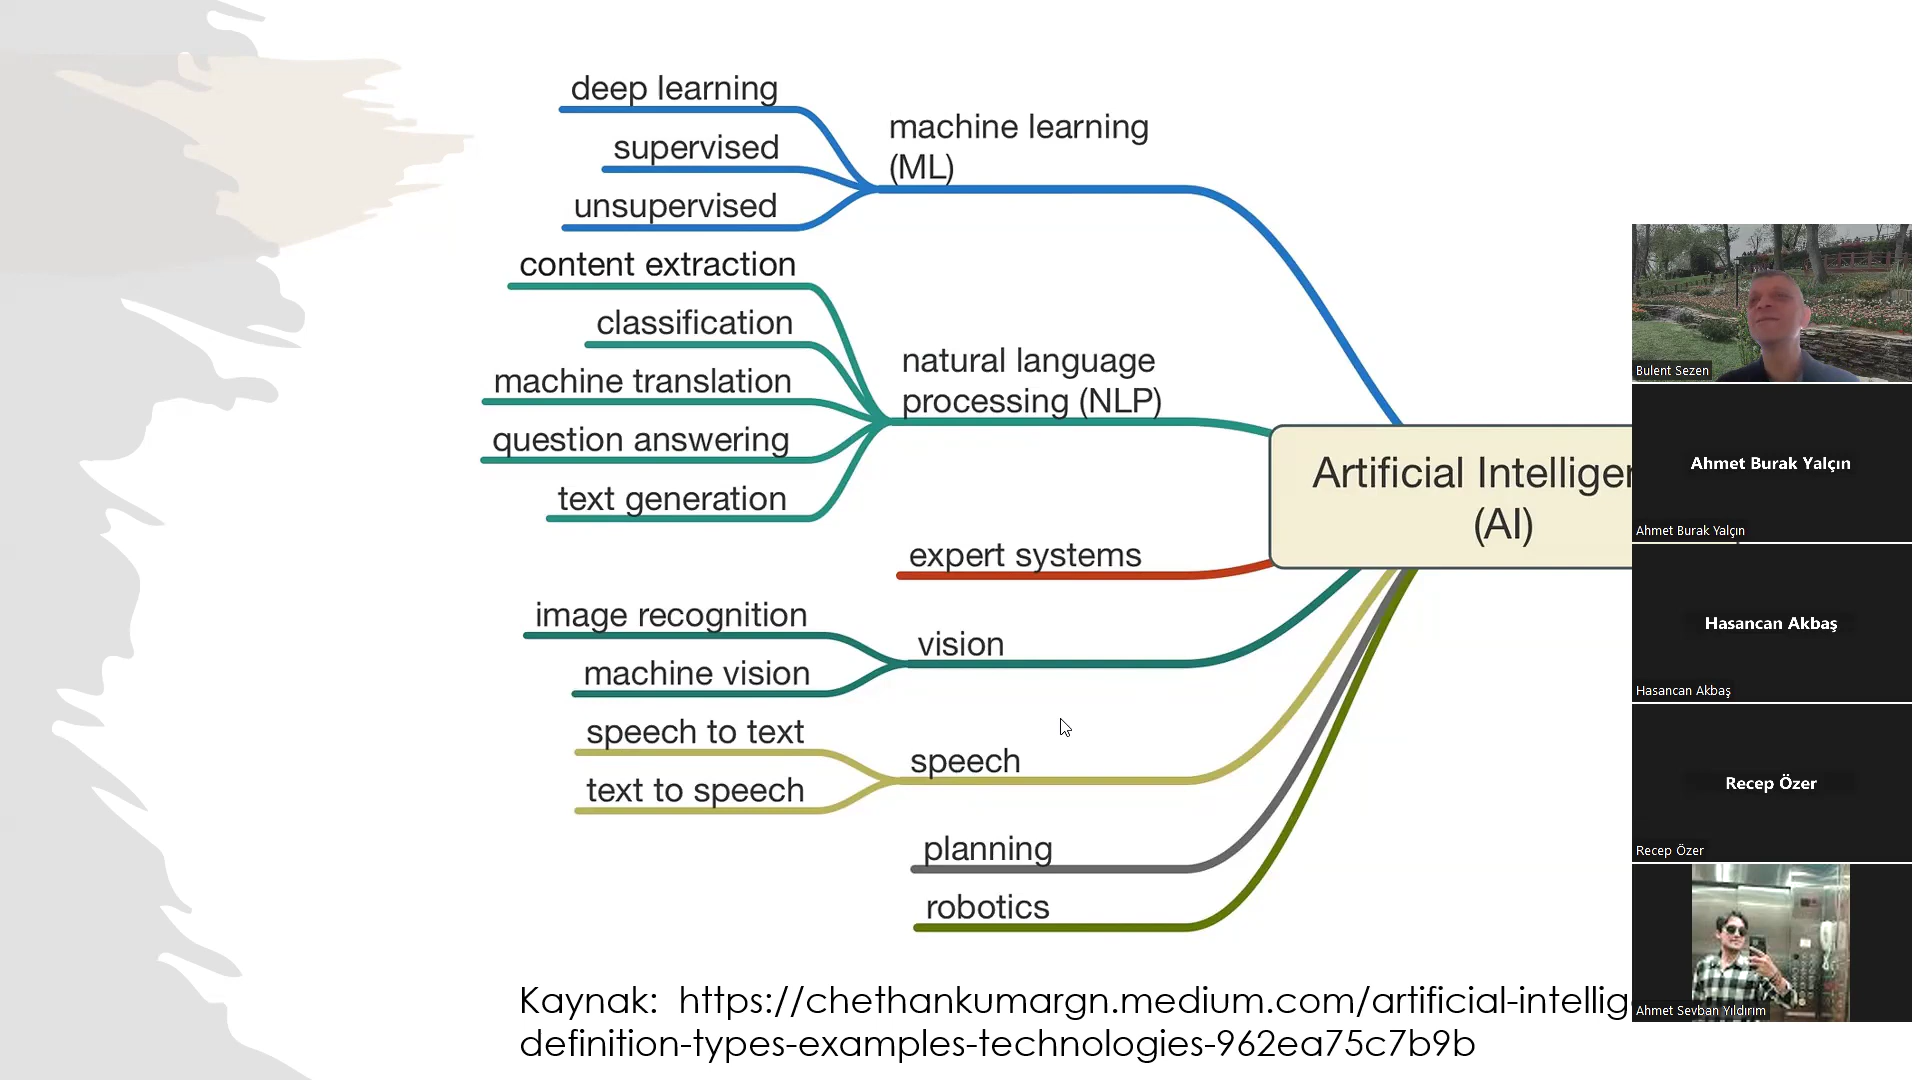 deep learning
supervised
unsupervised
machine learning
(ML)
content extraction
classification
machine translation
question answering
text generation
natural language
processing (NLP)
expert systems
image recognition
machine vision
vision
speech to text
text to speech
speech
planning
robotics
Artificial Intelligen
(AI)
Kaynak: https://chethankumargn.medium.com/artificial-intellig
definition-types-examples-technologies-962ea75c7b9b
Bulent Sezen
Ahmet Burak Yalçın
Ahmet Burak Yalçın
Hasancan Akbaş
Hasancan Akbaş
Recep Özer
Recep Özer
Ahmet Sevban Yıldırım